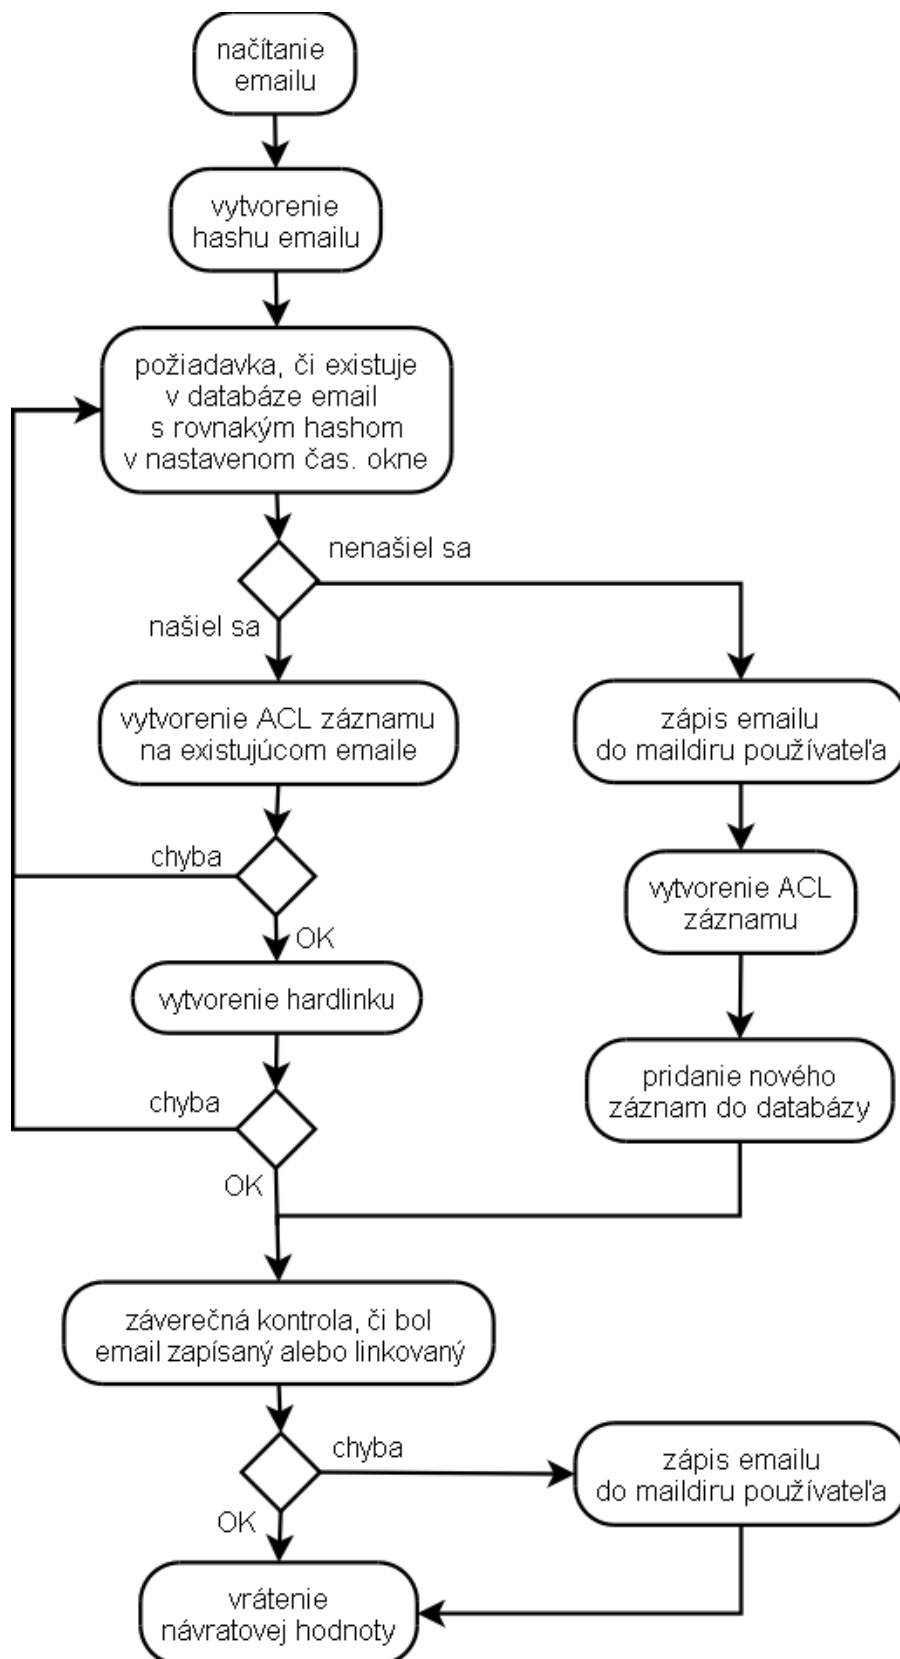 načítanie
emailu
vytvorenie
hashu emailu
požiadavka, či existuje
v databáze email
s rovnakým hashom
v nastavenom čas. okne
nenašiel sa
našiel sa
vytvorenie ACL záznamu
na existujúcom emaile
zápis emailu
do maildiru používateľa
chyba
vytvorenie ACL
záznamu
OK
vytvorenie hardlinku
chyba
pridanie nového
záznam do databázy
OK
záverečná kontrola, či bol
email zapísaný alebo linkovaný
chyba
zápis emailu
do maildiru používateľa
OK
vrátenie
návratovej hodnoty